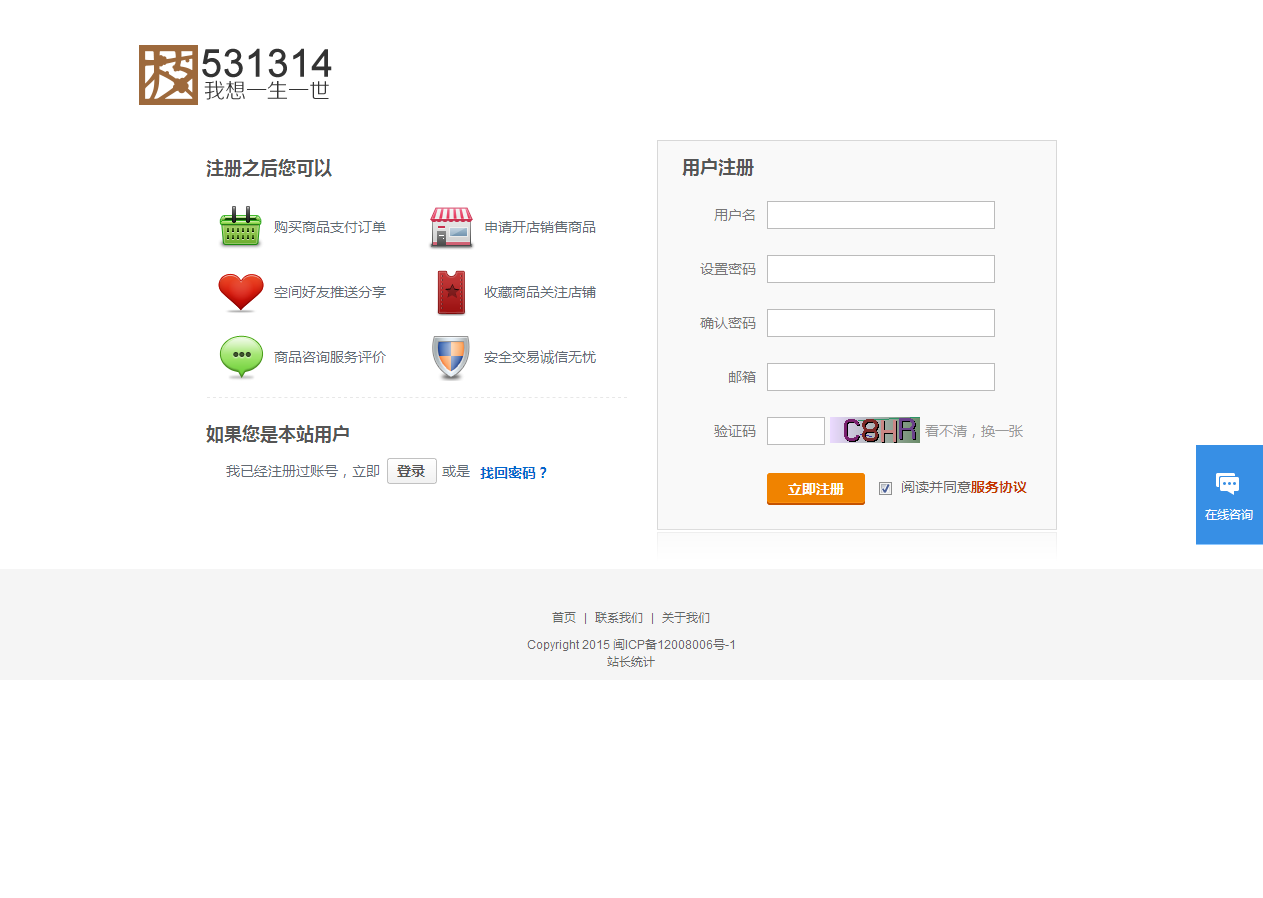 531314
我想一生一世
注册之后您可以
购买商品支付订单
申请开店销售商品
空间好友推送分享
收藏商品关注店铺
商品咨询服务评价
安全交易诚信无忧
如果您是本站用户
我已经注册过账号，立即 登录 或是 找回密码？
用户注册
用户名
设置密码
确认密码
邮箱
验证码 C8HR 看不清，换一张
立即注册 阅读并同意服务协议
在线咨询
首页 | 联系我们 | 关于我们
Copyright 2015 闽ICP备12008006号-1
站长统计